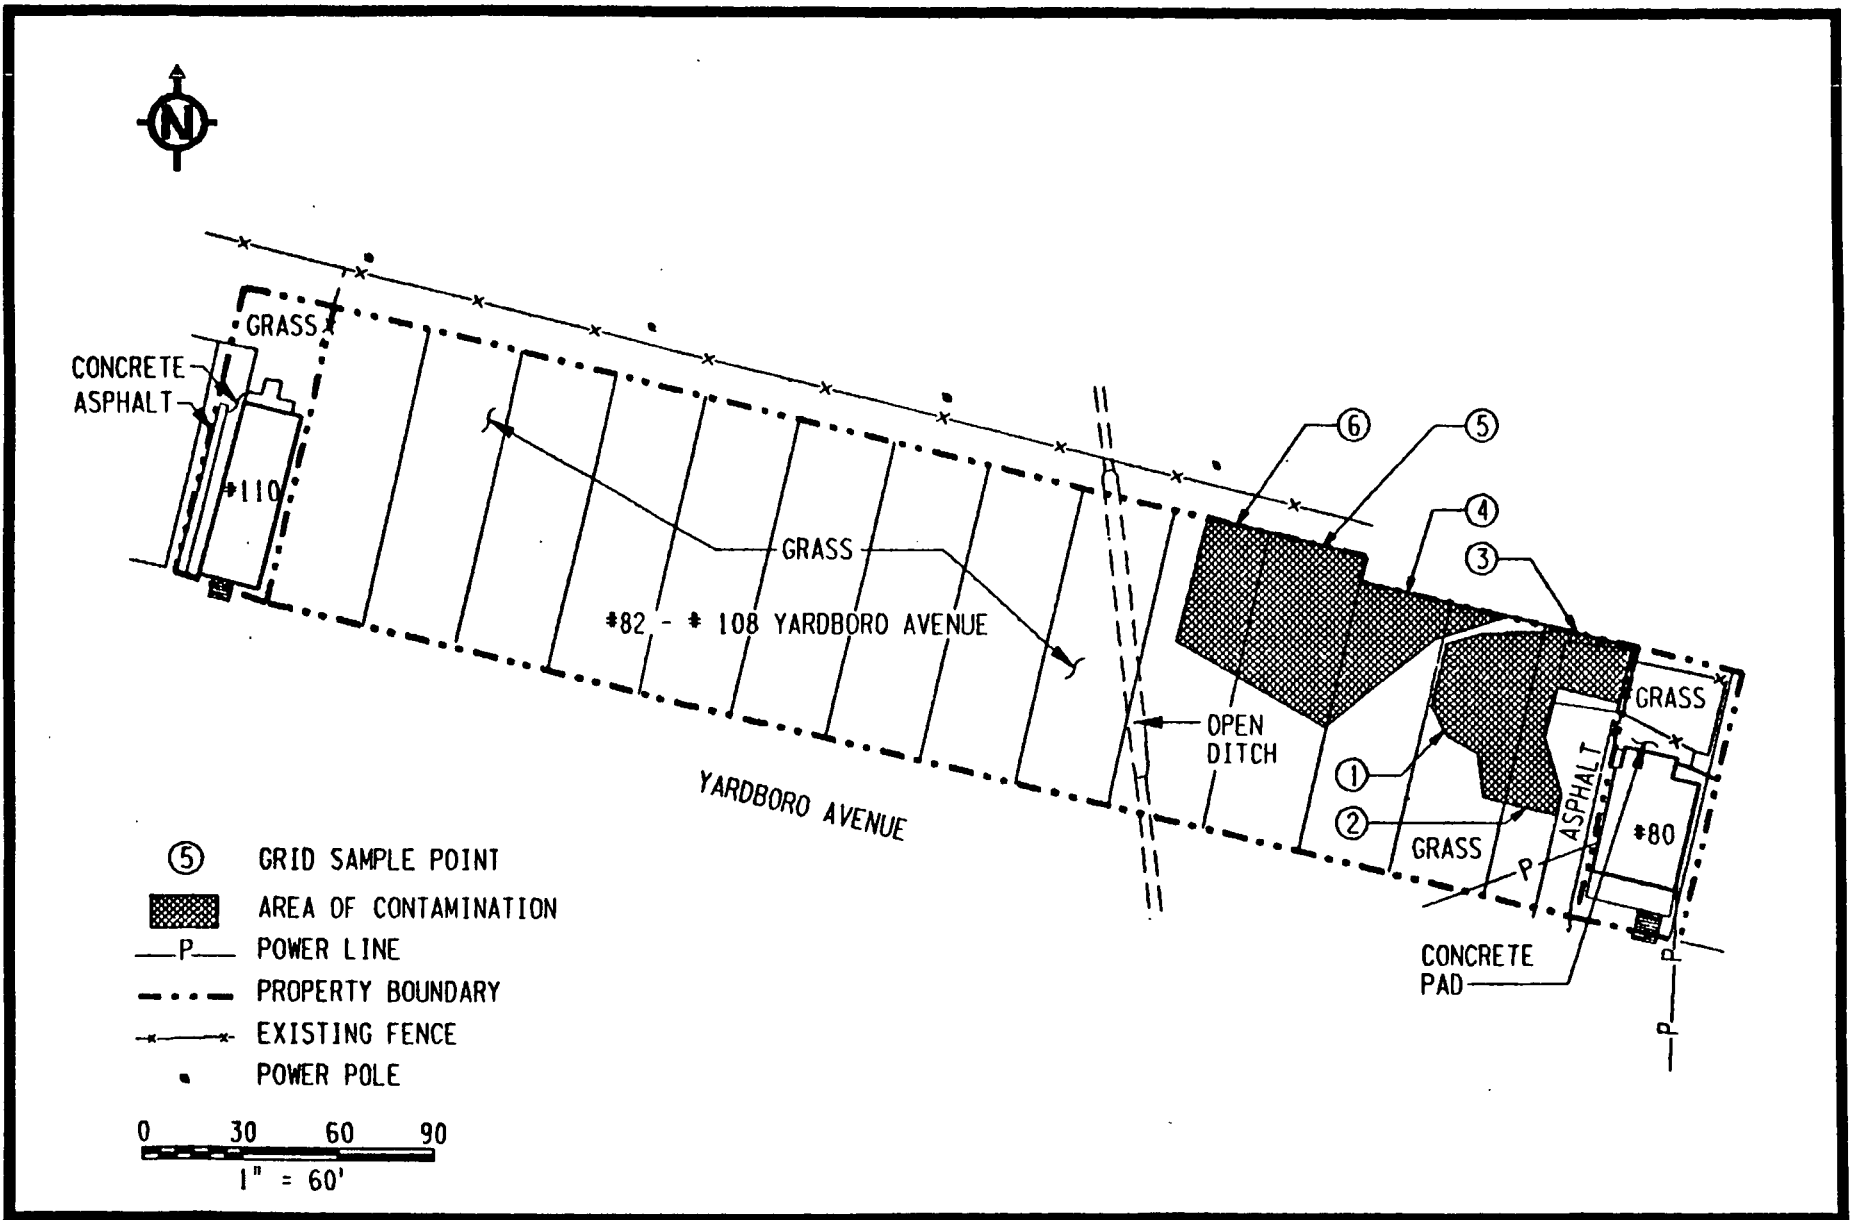 N
GRASS
CONCRETE
ASPHALT
#110
6
5
4
3
GRASS
#82 - # 108 YARDBORO AVENUE
GRASS
OPEN
DITCH
1
2
ASPHALT
#80
GRASS
P
YARDBORO AVENUE
CONCRETE
PAD
P
P
5 GRID SAMPLE POINT
AREA OF CONTAMINATION
P POWER LINE
PROPERTY BOUNDARY
EXISTING FENCE
POWER POLE
0 30 60 90
1" = 60'